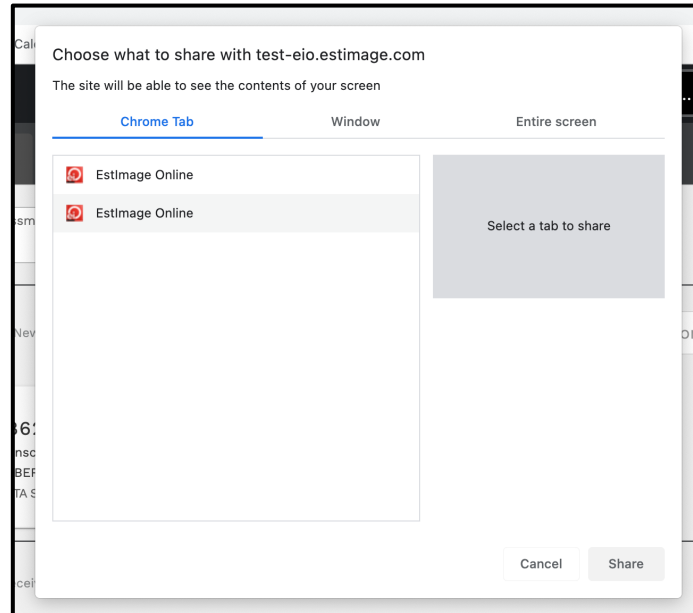 Choose what to share with test-eio.estimage.com
The site will be able to see the contents of your screen
Chrome Tab
Window
Entire screen
EstImage Online
EstImage Online
Select a tab to share
Cancel
Share